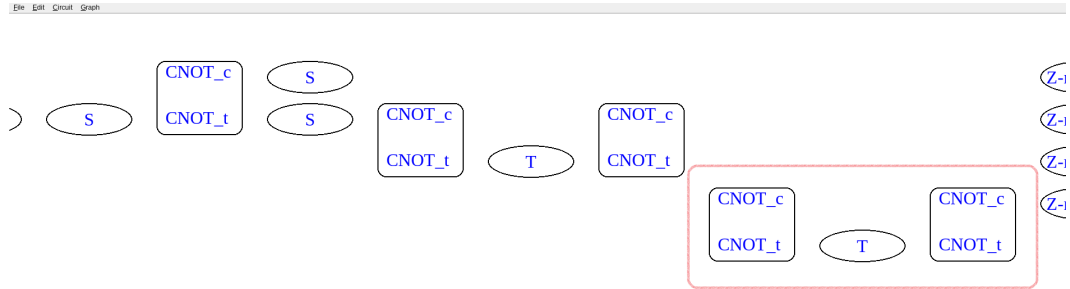 File Edit Circuit Graph
CNOT_c S
S CNOT_t S CNOT_c CNOT_c
CNOT_t T CNOT_t
CNOT_c CNOT_c
CNOT_t T CNOT_t